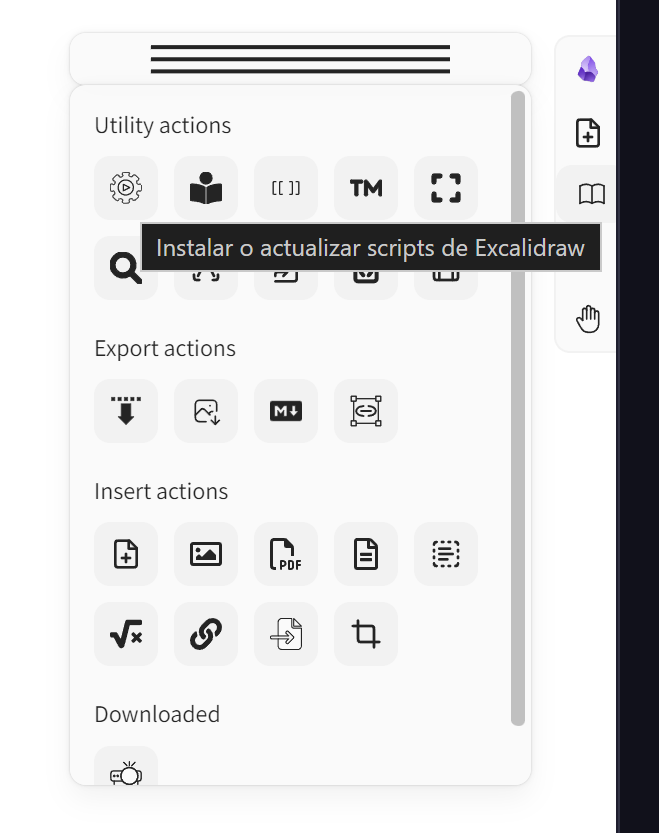 Utility actions
[[ ]]
TM
Instalar o actualizar scripts de Excalidraw
Export actions
M
Insert actions
PDF
√x
Downloaded